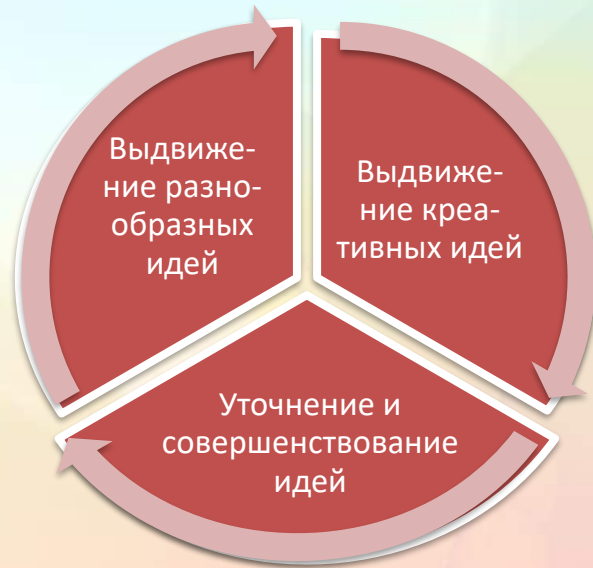 Выдвиже-
ние разно-
образных
идей
Выдвиже-
ние креа-
тивных идей
Уточнение и
совершенствование
идей